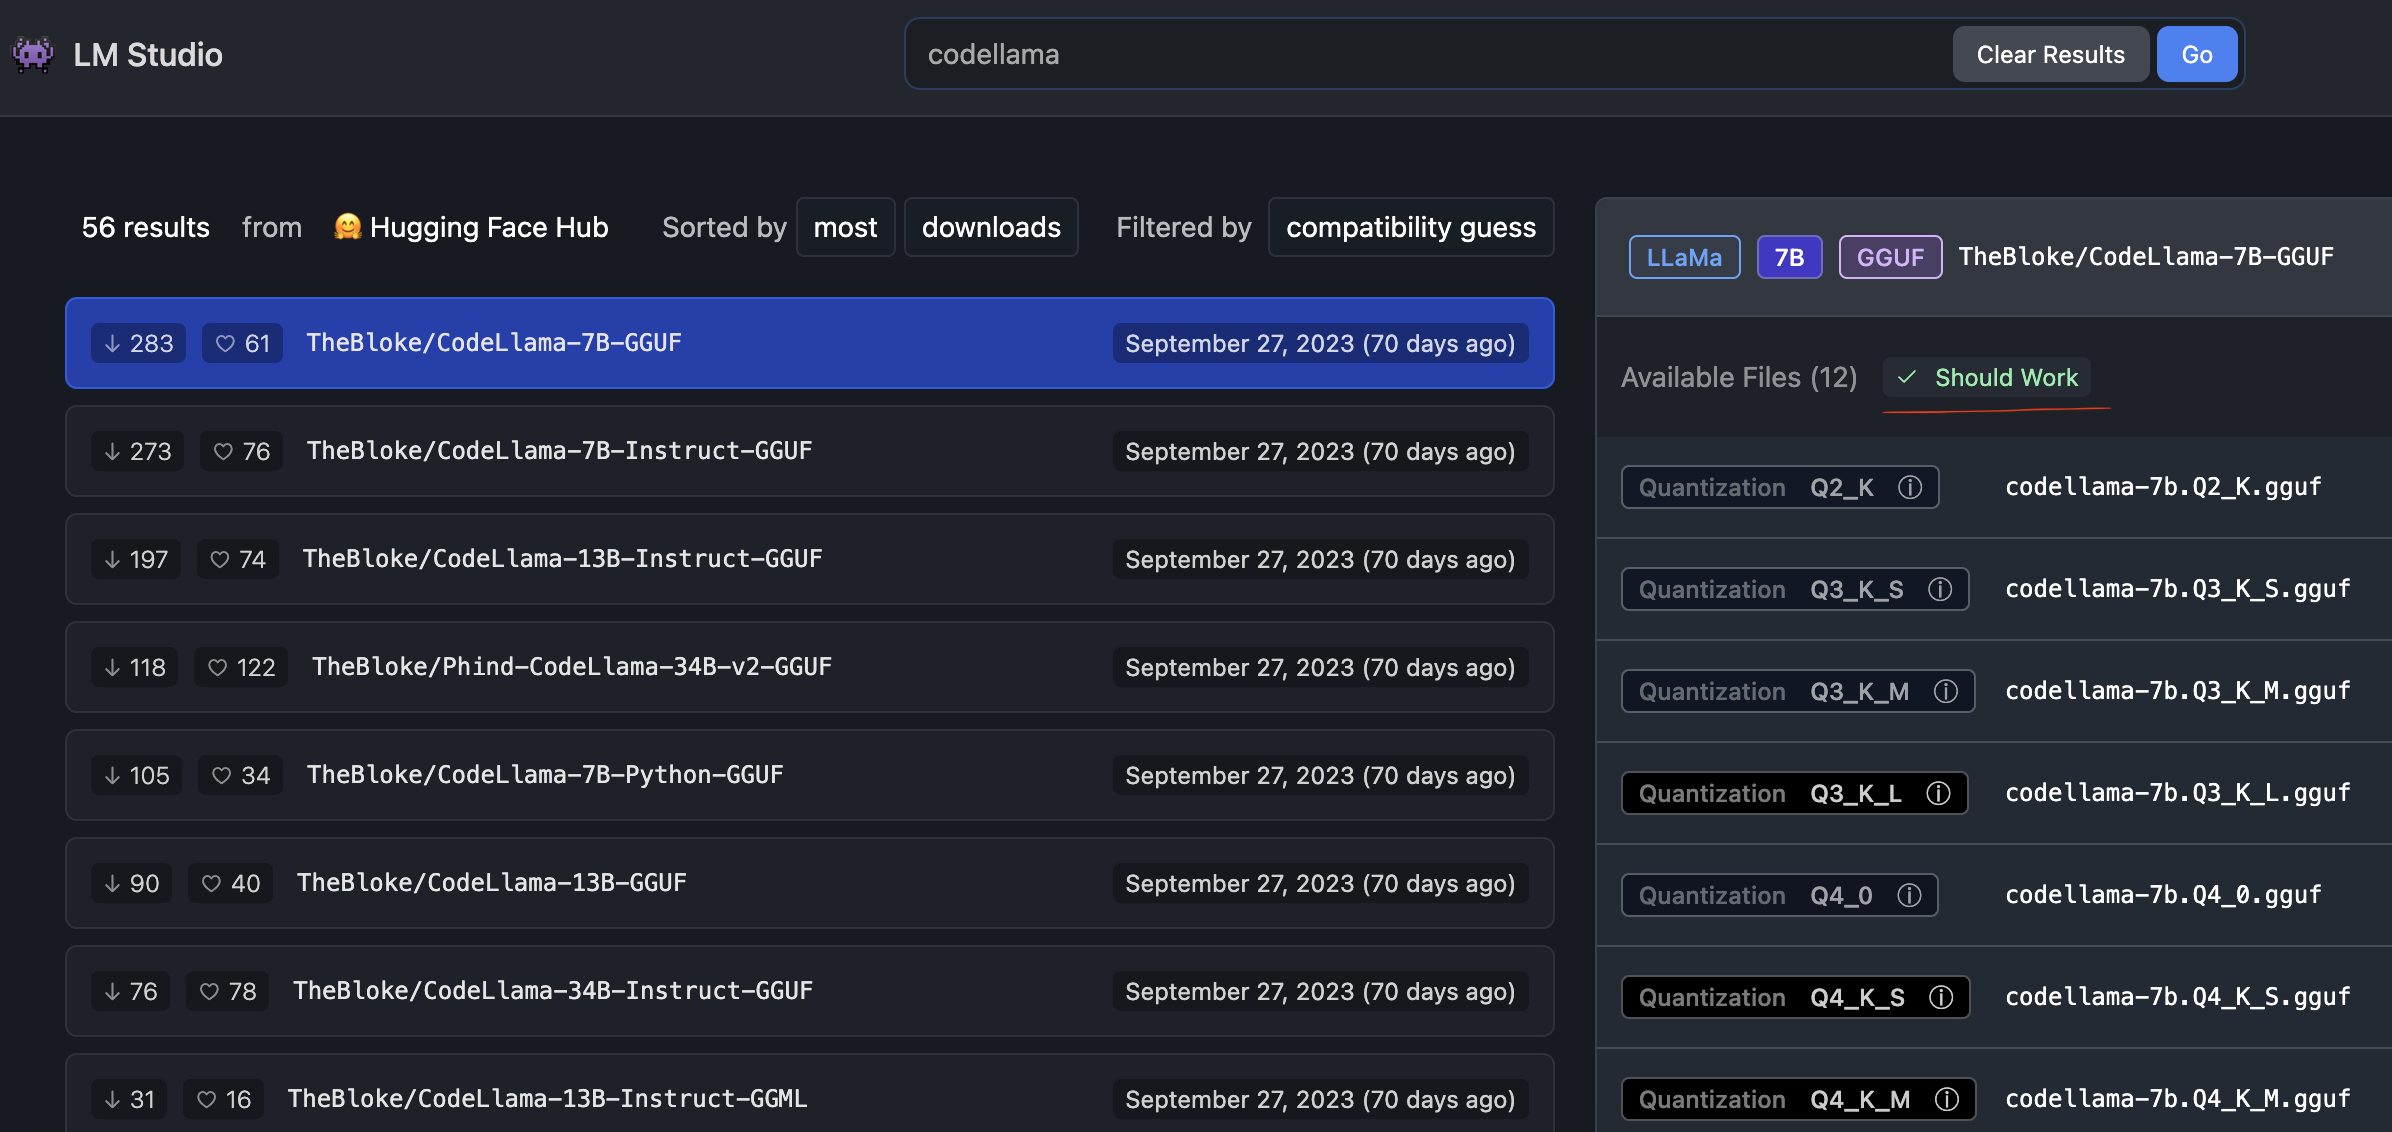 LM Studio
codellama
Clear Results
Go
56 results from 🤗 Hugging Face Hub Sorted by most downloads Filtered by compatibility guess
↓ 283 ♡ 61 TheBloke/CodeLlama-7B-GGUF September 27, 2023 (70 days ago)
↓ 273 ♡ 76 TheBloke/CodeLlama-7B-Instruct-GGUF September 27, 2023 (70 days ago)
↓ 197 ♡ 74 TheBloke/CodeLlama-13B-Instruct-GGUF September 27, 2023 (70 days ago)
↓ 118 ♡ 122 TheBloke/Phind-CodeLlama-34B-v2-GGUF September 27, 2023 (70 days ago)
↓ 105 ♡ 34 TheBloke/CodeLlama-7B-Python-GGUF September 27, 2023 (70 days ago)
↓ 90 ♡ 40 TheBloke/CodeLlama-13B-GGUF September 27, 2023 (70 days ago)
↓ 76 ♡ 78 TheBloke/CodeLlama-34B-Instruct-GGUF September 27, 2023 (70 days ago)
↓ 31 ♡ 16 TheBloke/CodeLlama-13B-Instruct-GGML September 27, 2023 (70 days ago)
LLaMa 7B GGUF TheBloke/CodeLlama-7B-GGUF
Available Files (12) ✓ Should Work
Quantization Q2_K ⓘ codellama-7b.Q2_K.gguf
Quantization Q3_K_S ⓘ codellama-7b.Q3_K_S.gguf
Quantization Q3_K_M ⓘ codellama-7b.Q3_K_M.gguf
Quantization Q3_K_L ⓘ codellama-7b.Q3_K_L.gguf
Quantization Q4_0 ⓘ codellama-7b.Q4_0.gguf
Quantization Q4_K_S ⓘ codellama-7b.Q4_K_S.gguf
Quantization Q4_K_M ⓘ codellama-7b.Q4_K_M.gguf